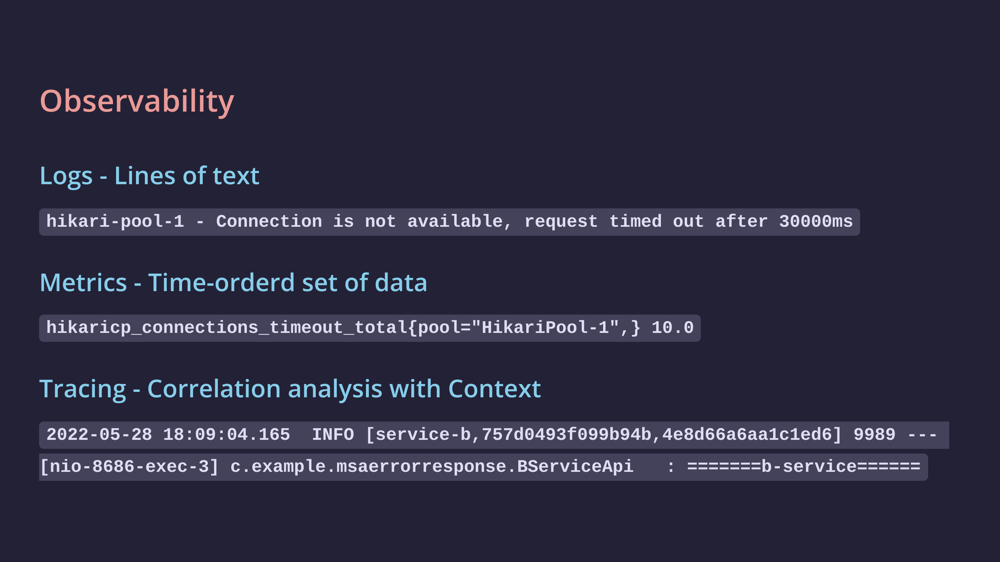 Observability
Logs - Lines of text
hikari-pool-1 - Connection is not available, request timed out after 30000ms
Metrics - Time-orderd set of data
hikaricp_connections_timeout_total{pool="HikariPool-1",} 10.0
Tracing - Correlation analysis with Context
2022-05-28 18:09:04.165  INFO [service-b,757d0493f099b94b,4e8d66a6aa1c1ed6] 9989 ---
[nio-8686-exec-3] c.example.msaerrorresponse.BServiceApi   : =======b-service======